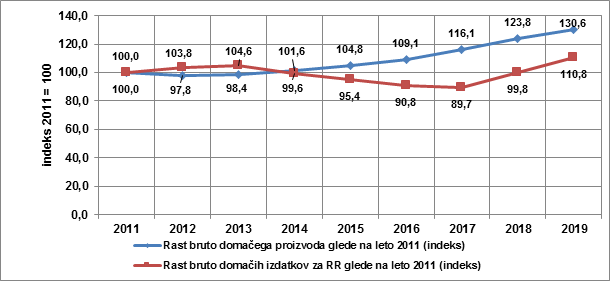 140,0
120,0
100,0
80,0
60,0
40,0
20,0
0,0
indeks 2011 = 100
100,0 103,8 104,6 101,6 104,8 109,1 116,1 123,8 130,6
100,0 97,8 98,4 99,6 95,4 90,8 89,7 99,8 110,8
2011 2012 2013 2014 2015 2016 2017 2018 2019
Rast bruto domačega proizvoda glede na leto 2011 (indeks)
Rast bruto domačih izdatkov za RR glede na leto 2011 (indeks)